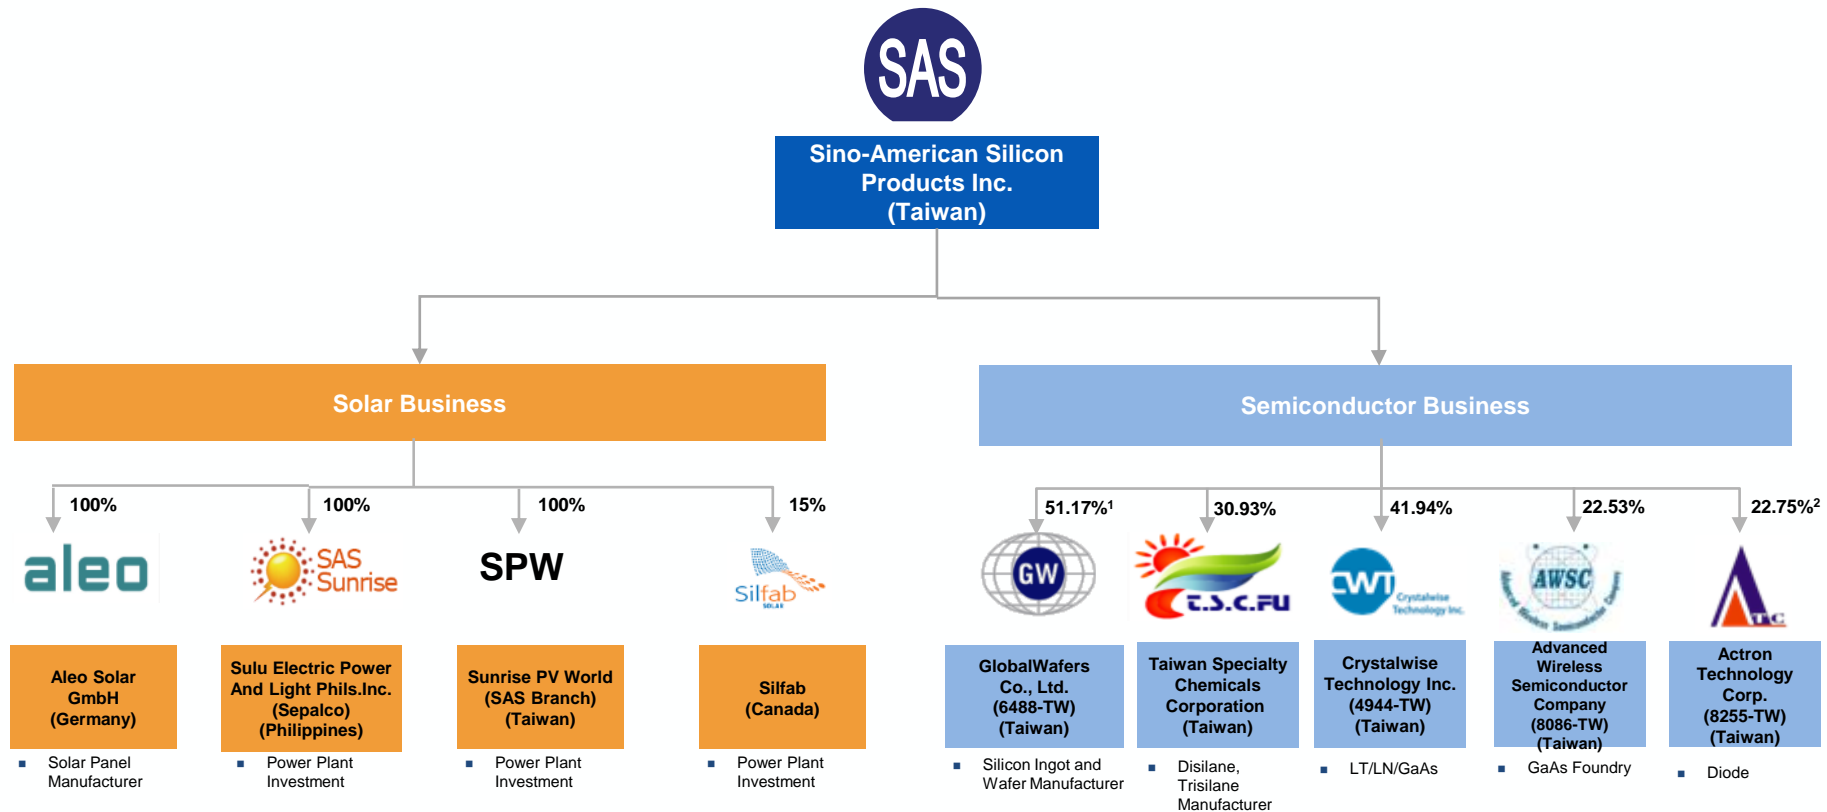 SAS
Sino-American Silicon
Products Inc.
(Taiwan)
Solar Business
Semiconductor Business
100%
100%
100%
15%
51.17%¹
30.93%
41.94%
22.53%
22.75%²
aleo
SAS
Sunrise
SPW
Silfab
SOLAR
GW
T.S.C.FU
CWT
Crystalwise
Technology Inc.
AWSC
Advanced Wireless Semiconductor Company
ATC
Aleo Solar
GmbH
(Germany)
Sulu Electric Power
And Light Phils.Inc.
(Sepalco)
(Philippines)
Sunrise PV World
(SAS Branch)
(Taiwan)
Silfab
(Canada)
GlobalWafers
Co., Ltd.
(6488-TW)
(Taiwan)
Taiwan Specialty
Chemicals
Corporation
(Taiwan)
Crystalwise
Technology Inc.
(4944-TW)
(Taiwan)
Advanced
Wireless
Semiconductor
Company
(8086-TW)
(Taiwan)
Actron
Technology
Corp.
(8255-TW)
(Taiwan)
▪ Solar Panel
Manufacturer
▪ Power Plant
Investment
▪ Power Plant
Investment
▪ Power Plant
Investment
▪ Silicon Ingot and
Wafer Manufacturer
▪ Disilane,
Trisilane
Manufacturer
▪ LT/LN/GaAs
▪ GaAs Foundry
▪ Diode